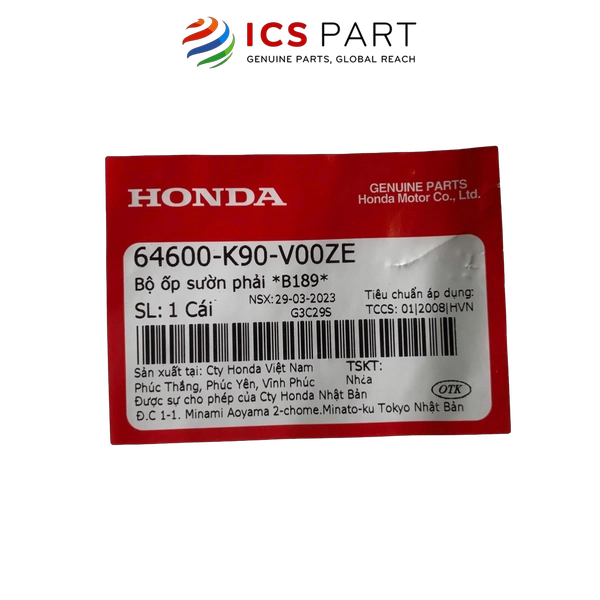 ICS PART
GENUINE PARTS, GLOBAL REACH
HONDA
GENUINE PARTS
Honda Motor Co., Ltd.
64600-K90-V00ZE
Bộ ốp sườn phải *B189*
SL: 1 Cái
NSX: 29-03-2023
G3C29S
Tiêu chuẩn áp dụng:
TCCS: 01|2008|HVN
Sản xuất tại: Cty Honda Việt Nam
Phúc Thắng, Phúc Yên, Vĩnh Phúc
Được sự cho phép của Cty Honda Nhật Bản
Đ.C 1-1. Minami Aoyama 2-chome.Minato-ku Tokyo Nhật Bản
TSKT:
Nhựa
OTK